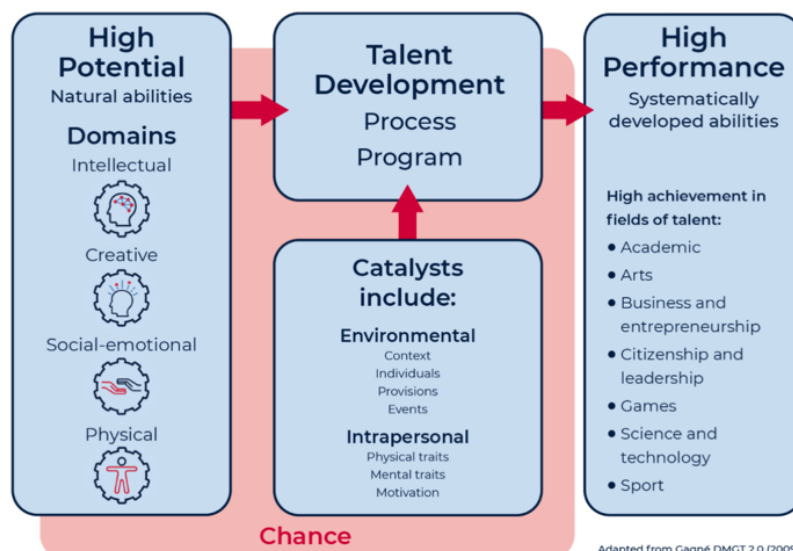 High
Potential
Natural abilities
Domains
Intellectual
Creative
Social-emotional
Physical
Talent
Development
Process
Program
Catalysts
include:
Environmental
Context
Individuals
Provisions
Events
Intrapersonal
Physical traits
Mental traits
Motivation
Chance
High
Performance
Systematically
developed abilities
High achievement in
fields of talent:
● Academic
● Arts
● Business and
entrepreneurship
● Citizenship and
leadership
● Games
● Science and
technology
● Sport
Adapted from Gagné DMGT 2.0 (2009